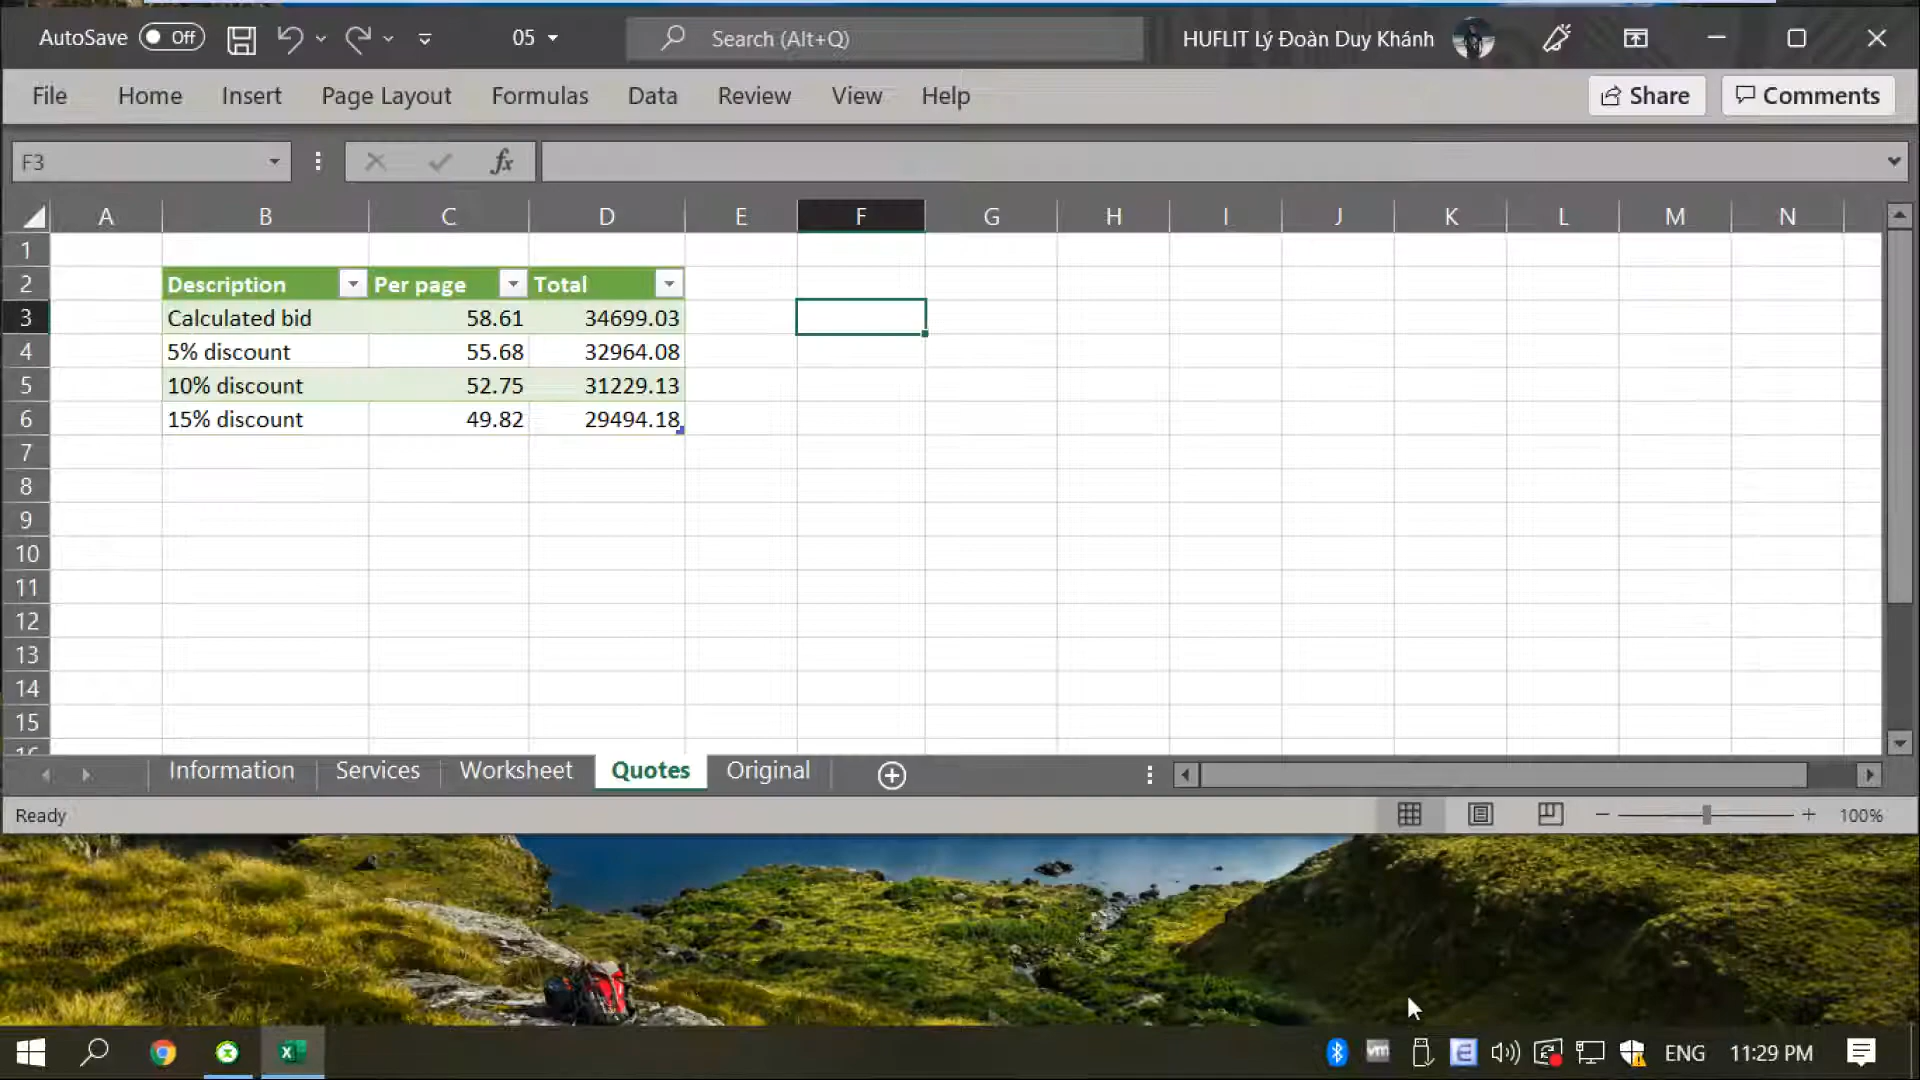 AutoSave Off 05 Search (Alt+Q) HUFLIT Lý Đoàn Duy Khánh
File Home Insert Page Layout Formulas Data Review View Help Share Comments
F3 fx
A B C D E F G H I J K L M N
1
2 Description Per page Total
3 Calculated bid 58.61 34699.03
4 5% discount 55.68 32964.08
5 10% discount 52.75 31229.13
6 15% discount 49.82 29494.18
7
8
9
10
11
12
13
14
15
16
Information Services Worksheet Quotes Original
Ready 100%
vm E ENG 11:29 PM